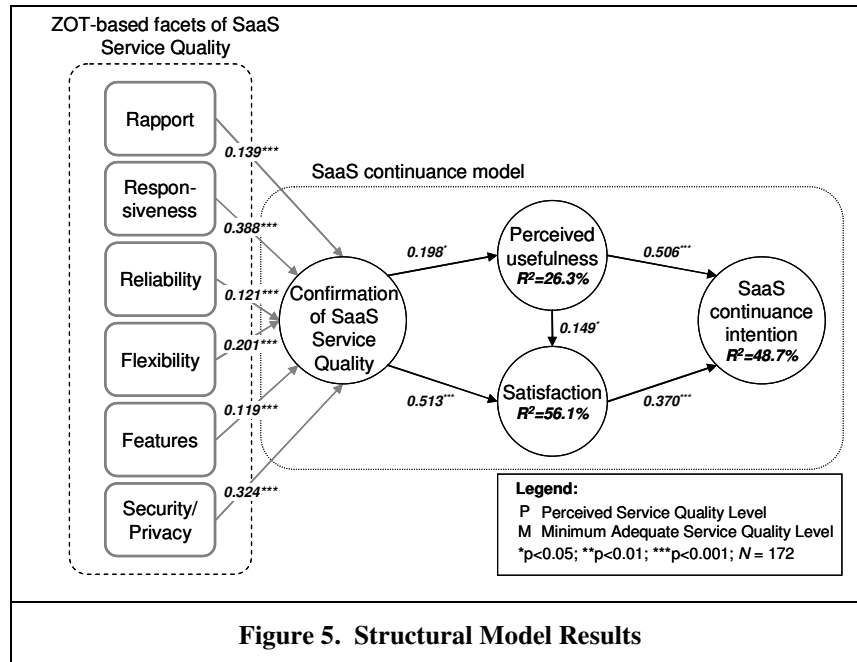 ZOT-based facets of SaaS
Service Quality
Rapport
0.139***
SaaS continuance model
Respon-
siveness
0.388***
Reliability
0.121***
Flexibility
0.201***
Features
0.119***
Security/
Privacy
0.324***
Confirmation
of SaaS
Service
Quality
0.198*
0.513***
Perceived
usefulness
R²=26.3%
0.149*
Satisfaction
R²=56.1%
0.506***
0.370***
SaaS
continuance
intention
R²=48.7%
Legend:
P Perceived Service Quality Level
M Minimum Adequate Service Quality Level
*p<0.05; **p<0.01; ***p<0.001; N = 172
Figure 5. Structural Model Results